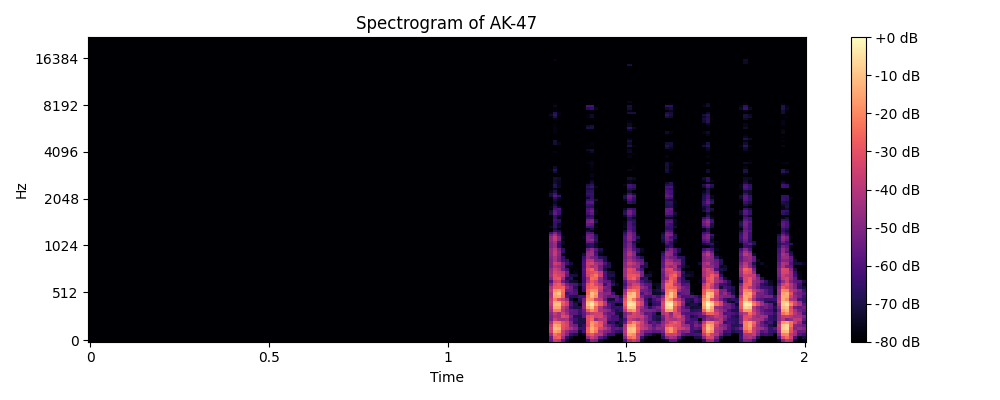 Spectrogram of AK-47
Hz
16384
8192
4096
2048
1024
512
0
0 0.5 1 1.5 2
Time
+0 dB
-10 dB
-20 dB
-30 dB
-40 dB
-50 dB
-60 dB
-70 dB
-80 dB